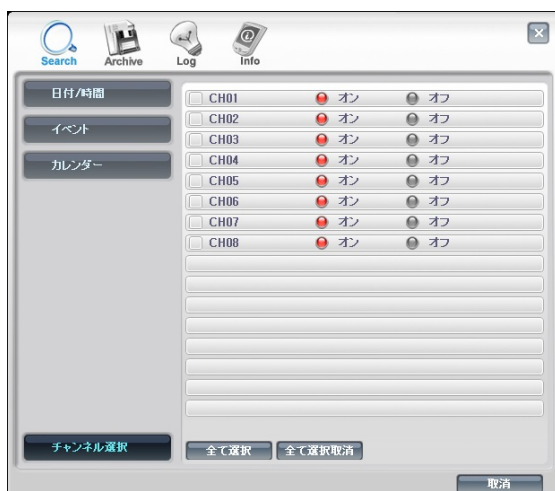 Search Archive Log Info
日付/時間
イベント
カレンダー
CH01 オン オフ
CH02 オン オフ
CH03 オン オフ
CH04 オン オフ
CH05 オン オフ
CH06 オン オフ
CH07 オン オフ
CH08 オン オフ
チャンネル選択 全て選択 全て選択取消
取消